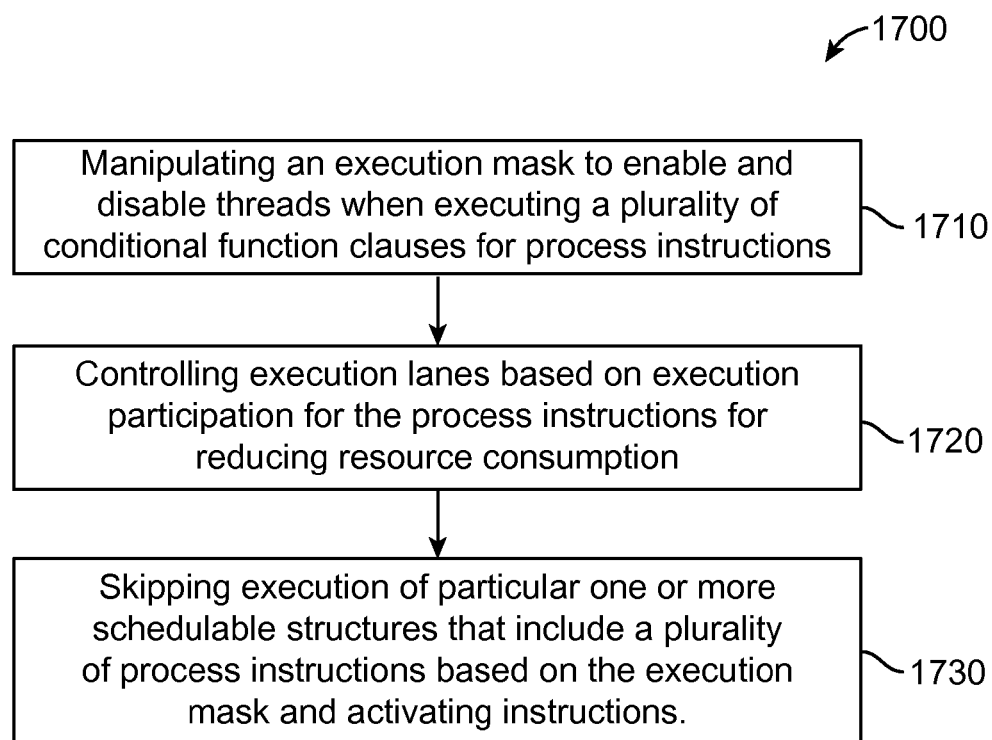 1700
Manipulating an execution mask to enable and
disable threads when executing a plurality of
conditional function clauses for process instructions
1710
Controlling execution lanes based on execution
participation for the process instructions for
reducing resource consumption
1720
Skipping execution of particular one or more
schedulable structures that include a plurality
of process instructions based on the execution
mask and activating instructions.
1730